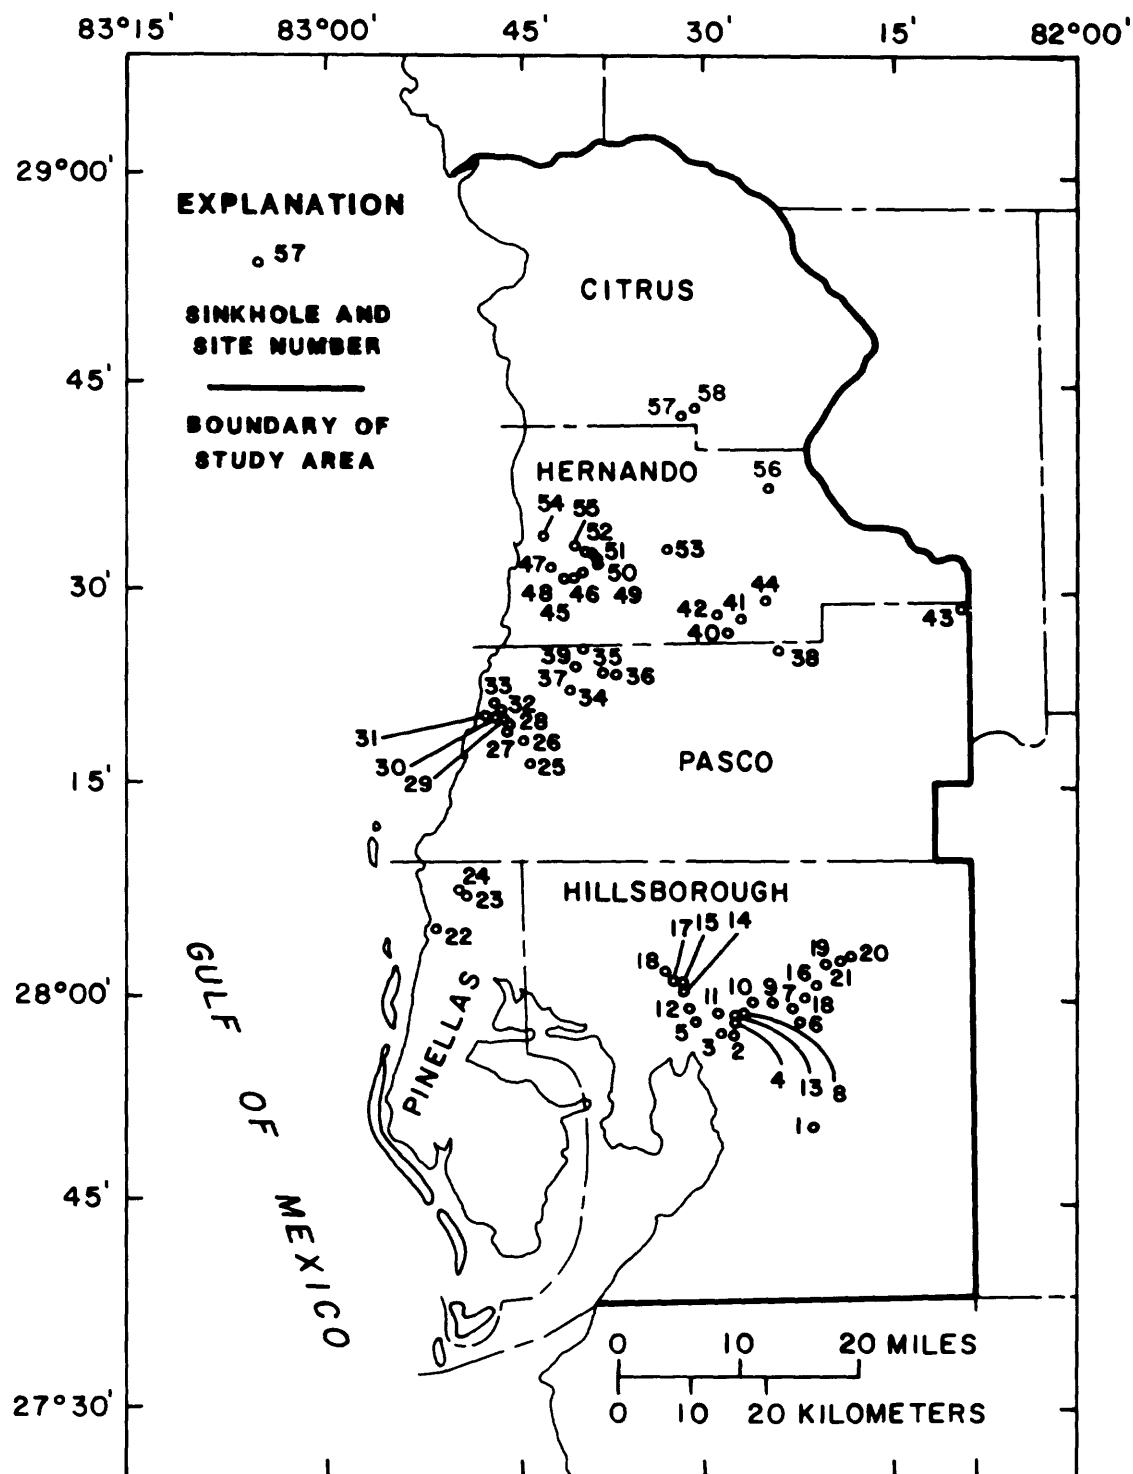 83°15' 83°00' 45' 30' 15' 82°00'
29°00'
EXPLANATION
57
SINKHOLE AND
SITE NUMBER
BOUNDARY OF
STUDY AREA
CITRUS
45'
57 58
HERNANDO
56
54 55
52
51 53
47 50
30'
48 46 49
45
44
42 41
43
40
38
39 35
37 36
34
33
32
28
31
27 26
30
25
29
15'
PASCO
24
23
22
HILLSBOROUGH
17 15 14
18
19 20
16 21
28°00'
12 11 10 9 7 18
5 6
3 2
4 13 8
1
PINELLAS
GULF OF MEXICO
45'
27°30'
0 10 20 MILES
0 10 20 KILOMETERS